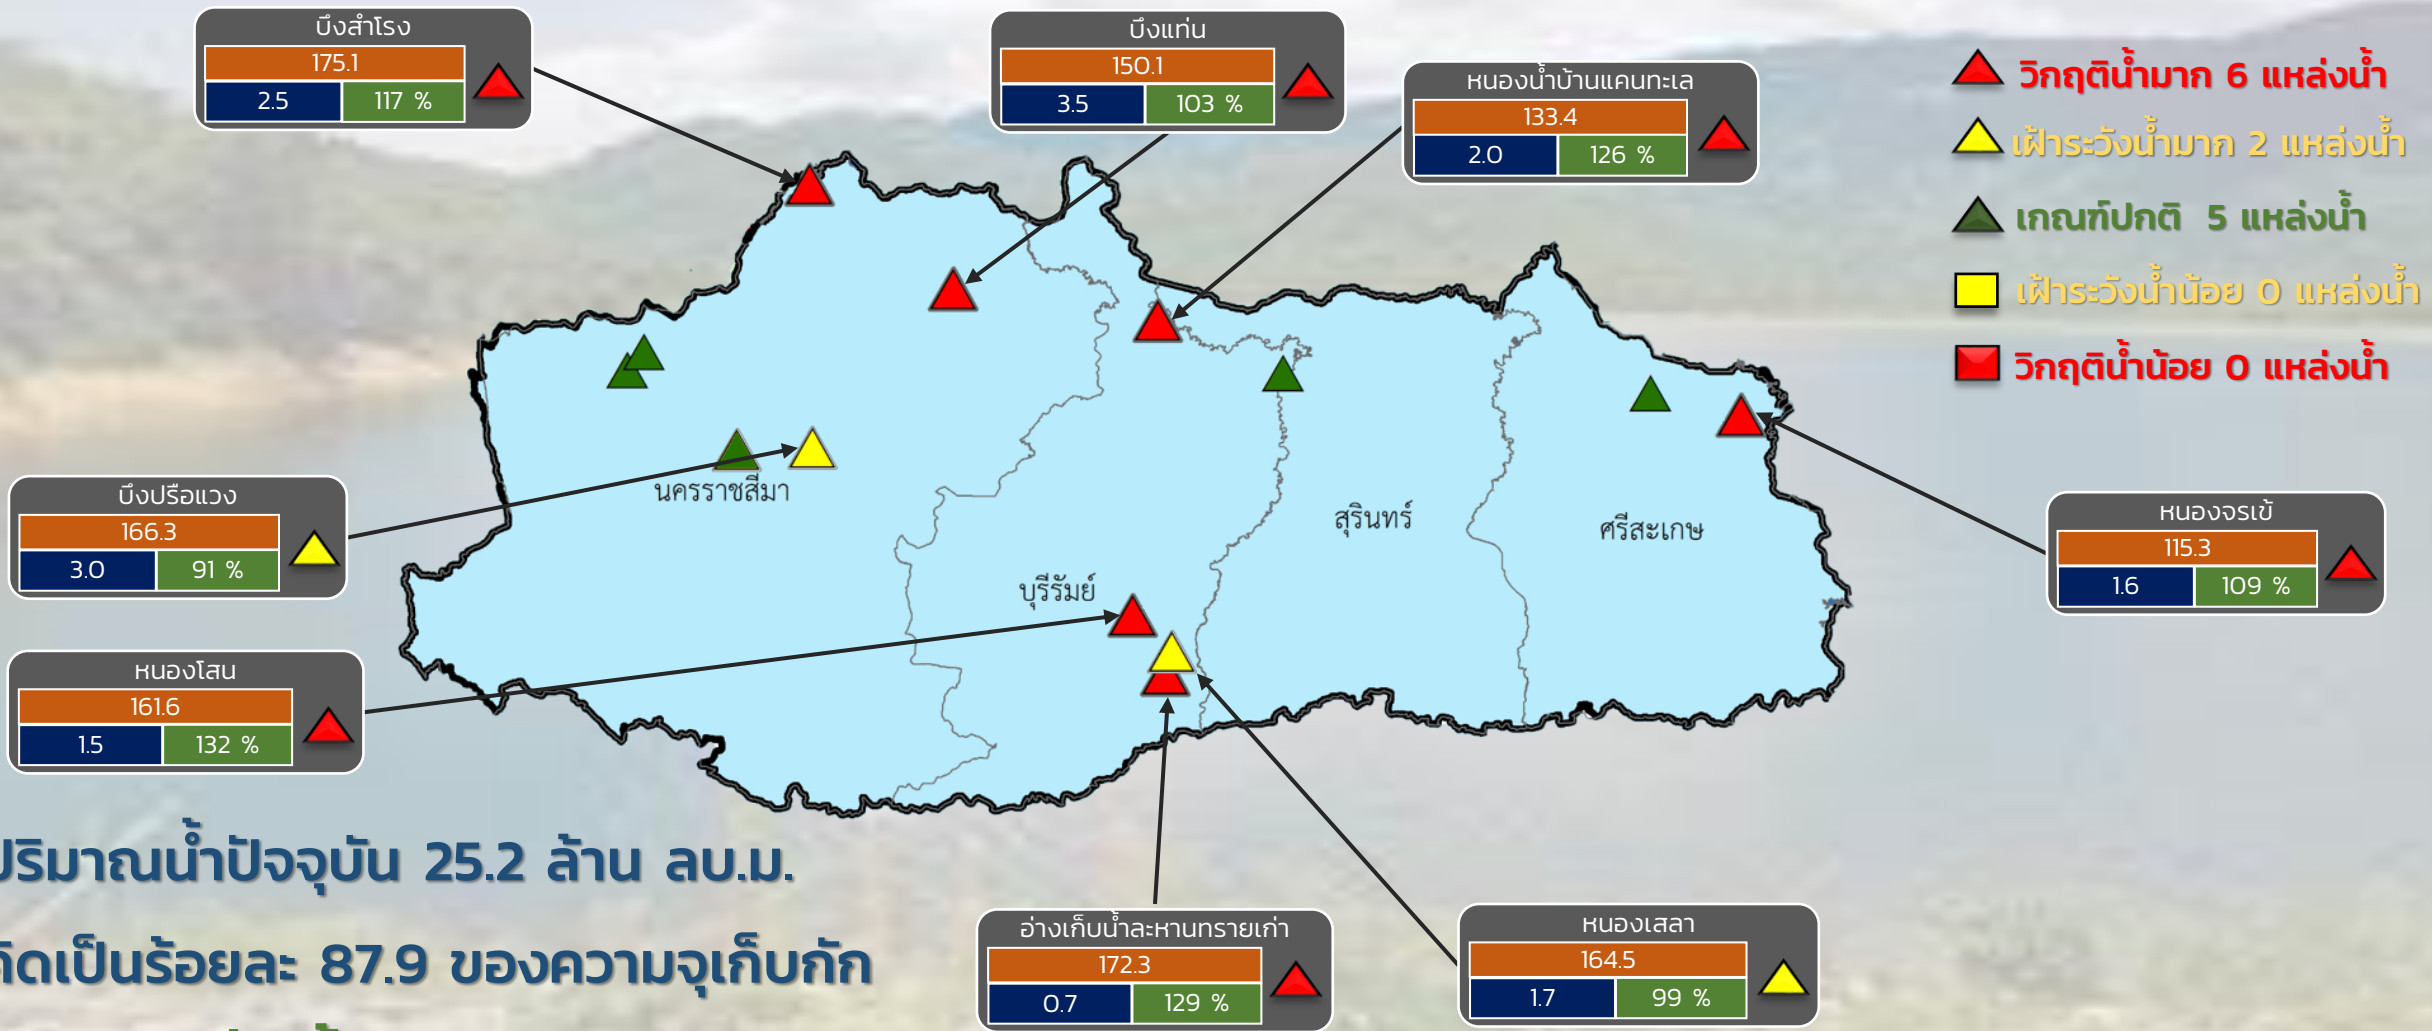 บึงสำโรง
175.1
2.5 117 %
บึงแท่น
150.1
3.5 103 %
หนองน้ำบ้านแคนทะเล
133.4
2.0 126 %
วิกฤติน้ำมาก 6 แหล่งน้ำ
เฝ้าระวังน้ำมาก 2 แหล่งน้ำ
เกณฑ์ปกติ 5 แหล่งน้ำ
เฝ้าระวังน้ำน้อย 0 แหล่งน้ำ
วิกฤติน้ำน้อย 0 แหล่งน้ำ
บึงปรือแวง
166.3
3.0 91 %
นครราชสีมา
สุรินทร์
ศรีสะเกษ
บุรีรัมย์
หนองจรเข้
115.3
1.6 109 %
หนองโสน
161.6
1.5 132 %
ปริมาณน้ำปัจจุบัน 25.2 ล้าน ลบ.ม.
คิดเป็นร้อยละ 87.9 ของความจุเก็บกัก
อ่างเก็บน้ำละหานทรายเก่า
172.3
0.7 129 %
หนองเสลา
164.5
1.7 99 %